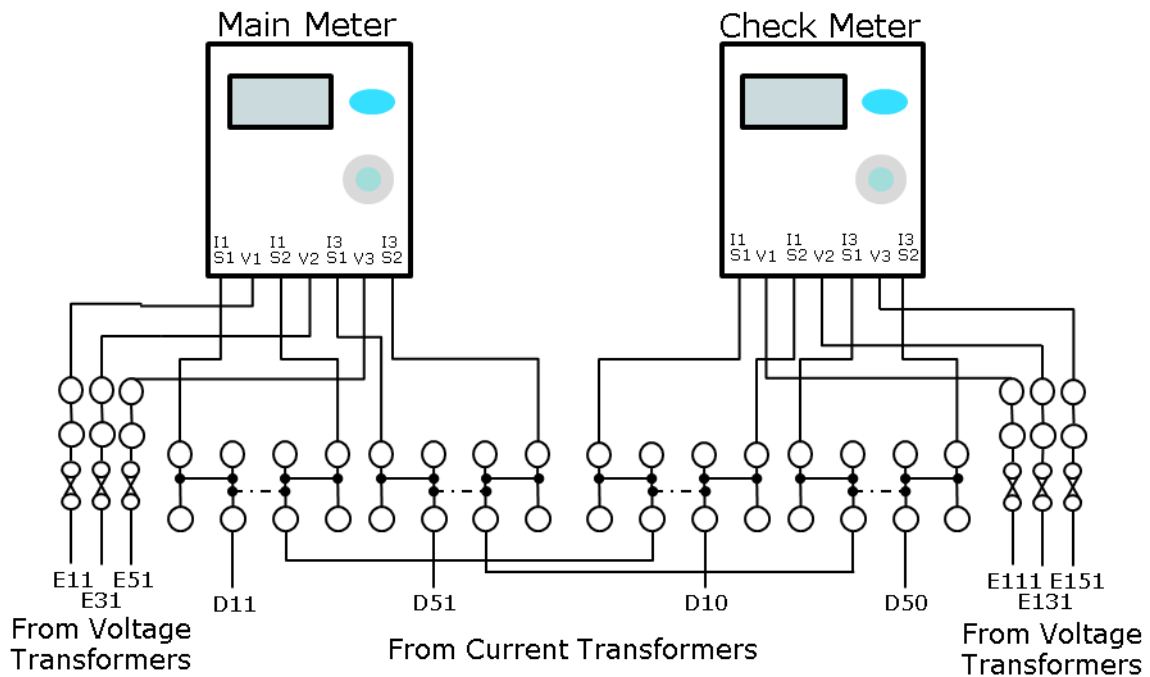 Main Meter
Check Meter
I1 I1 I3 I3
S1 V1 S2 V2 S1 V3 S2
I1 I1 I3 I3
S1 V1 S2 V2 S1 V3 S2
E11 E51
E31
D11
D51
D10
D50
E111 E151
E131
From Voltage
Transformers
From Current Transformers
From Voltage
Transformers